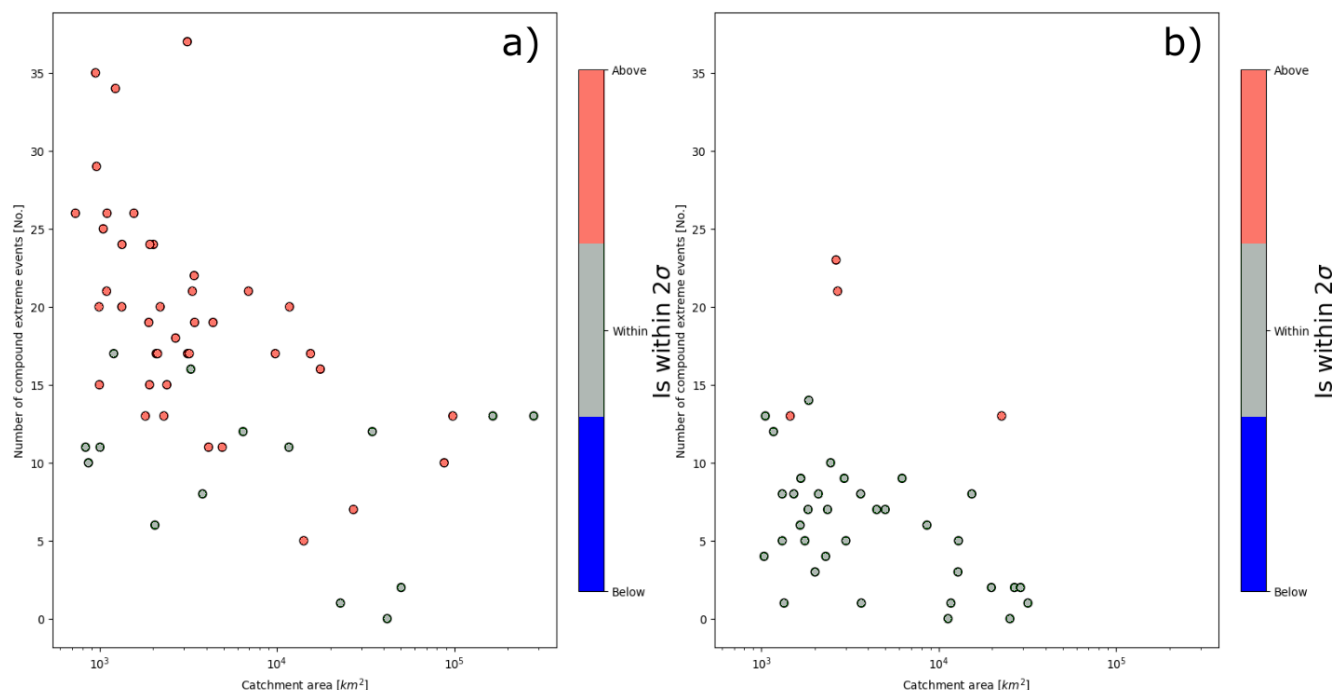 a)
Number of compound extreme events [No.]
35
30
25
20
15
10
5
0
10³
10⁴
10⁵
Catchment area [km²]
Above
Within
Below
Is within 2σ
b)
Number of compound extreme events [No.]
35
30
25
20
15
10
5
0
10³
10⁴
10⁵
Catchment area [km²]
Above
Within
Below
Is within 2σ